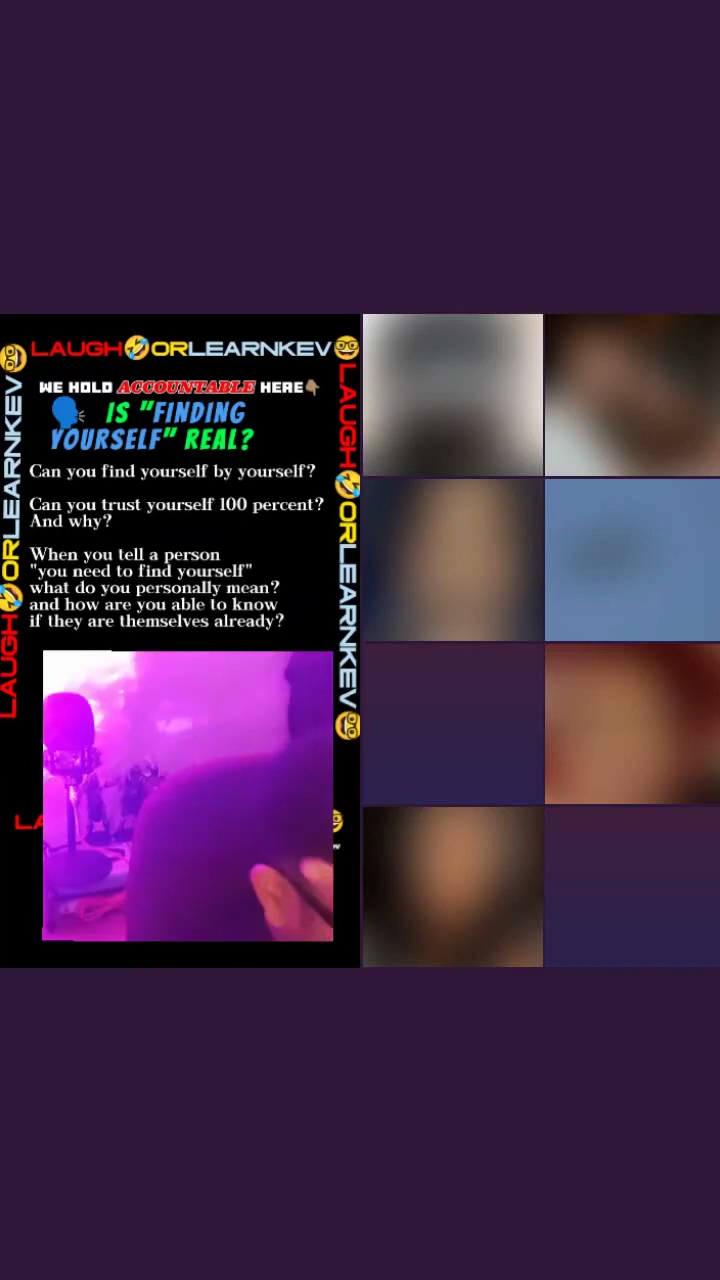 LAUGH🤣ORLEARNKEV🤓
WE HOLD ACCOUNTABLE HERE👇🏽
🗣 IS "FINDING
YOURSELF" REAL?
Can you find yourself by yourself?
Can you trust yourself 100 percent?
And why?
When you tell a person
"you need to find yourself"
what do you personally mean?
and how are you able to know
if they are themselves already?
LAUGH🤣ORLEARNKEV🤓
LAUGH🤣ORLEARNKEV🤓
LA